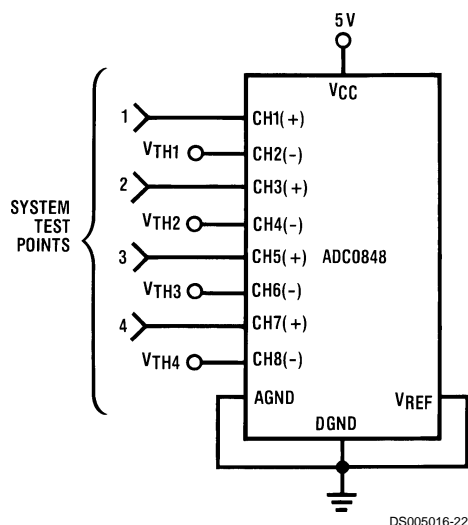 5V
VCC
1
CH1(+)
VTH1
CH2(-)
2
CH3(+)
SYSTEM
TEST
POINTS
VTH2
CH4(-)
3
CH5(+)
ADC0848
VTH3
CH6(-)
4
CH7(+)
VTH4
CH8(-)
AGND
VREF
DGND
DS005016-22